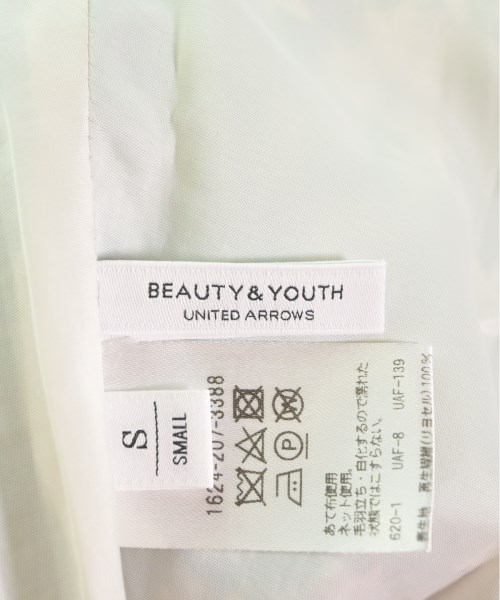 BEAUTY & YOUTH
UNITED ARROWS
S
SMALL
1624-207-3388
P
あて布使用
ネット使用。
毛羽立ち・白化するので濡れた
状態ではこすらない。
620-1 UAF-8 UAF-139
表生地 再生繊維(リヨセル)100%